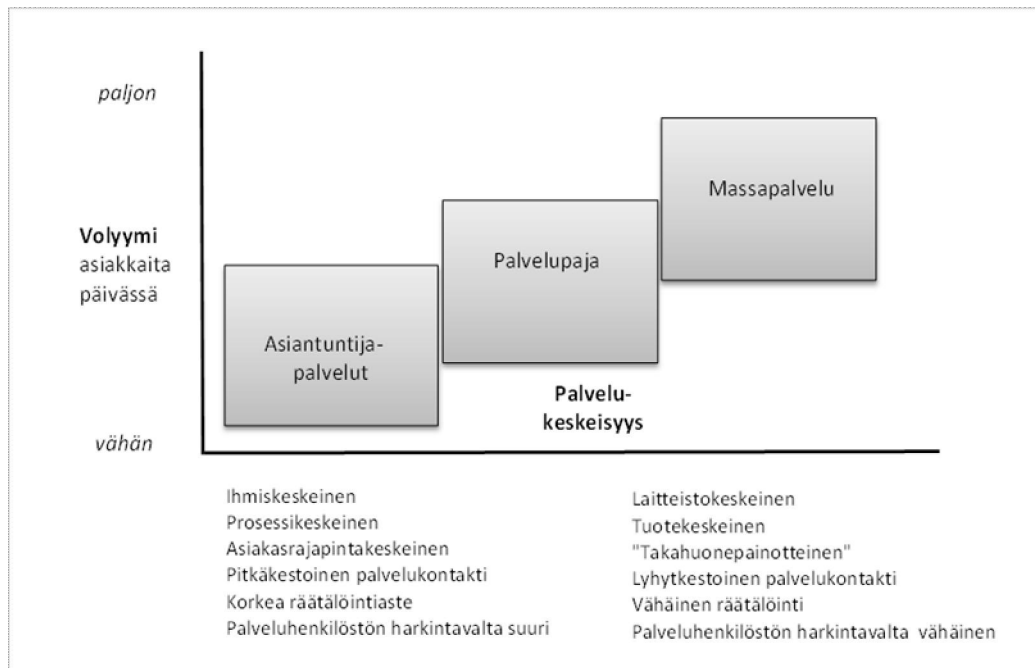 paljon
Massapalvelu
Volyymi
asiakkaita
päivässä
Palvelupaja
Asiantuntija-
palvelut
Palvelu-
keskeisyys
vähän
Ihmiskeskeinen
Prosessikeskeinen
Asiakasrajapintakeskeinen
Pitkäkestoinen palvelukontakti
Korkea räätälöintiaste
Palveluhenkilöstön harkintavalta suuri
Laitteistokeskeinen
Tuotekeskeinen
"Takahuonepainotteinen"
Lyhytkestoinen palvelukontakti
Vähäinen räätälöinti
Palveluhenkilöstön harkintavalta vähäinen